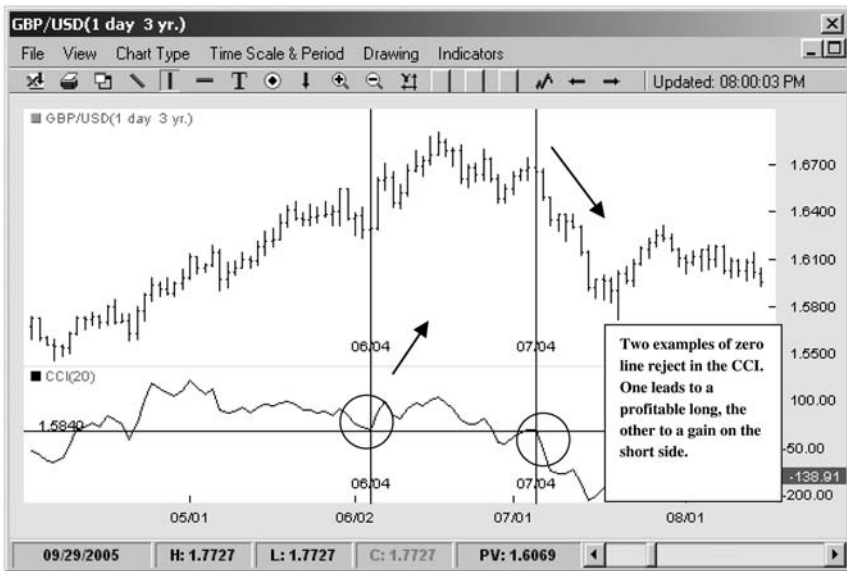 GBP/USD(1 day 3 yr.)
File View Chart Type Time Scale & Period Drawing Indicators
T Updated: 08:00:03 PM
GBP/USD(1 day 3 yr.)
1.6700
1.6400
1.6100
1.5800
1.5500
06/04 07/04
Two examples of zero
line reject in the CCI.
One leads to a
profitable long, the
other to a gain on the
short side.
CCI(20)
100.00
1.5840
-50.00
-138.91
-200.00
06/04 07/04
05/01 06/02 07/01 08/01
09/29/2005 H: 1.7727 L: 1.7727 C: 1.7727 PV: 1.6069